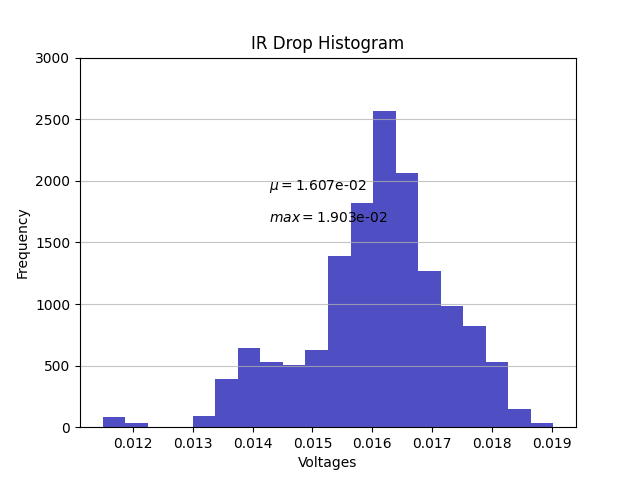 IR Drop Histogram
3000
2500
2000
1500
1000
500
0
Frequency
μ = 1.607e-02
max = 1.903e-02
0.012 0.013 0.014 0.015 0.016 0.017 0.018 0.019
Voltages